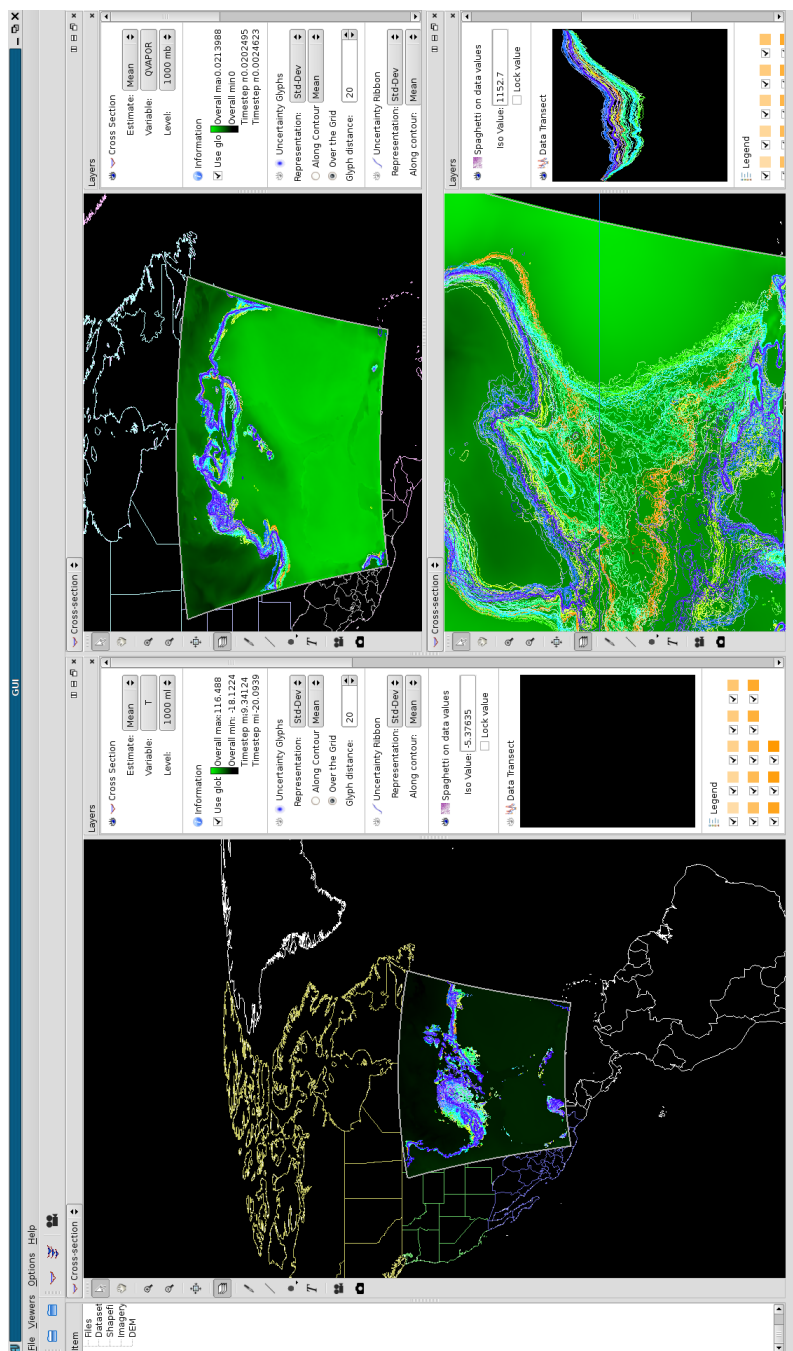 GUI
File Viewers Options Help
Item
Files
Dataset
Shapefi
Imagery
DEM
Cross-section
Layers
Cross Section
Estimate: Mean
Variable: T
Level: 1000 ml
Information
Use glob Overall max:116.488
Overall min: -18.1224
Timestep m:9.34124
Timestep mi-20.0939
Uncertainty Glyphs
Representation: Std-Dev
Along Contour Mean
Over the Grid
Glyph distance: 20
Uncertainty Ribbon
Representation: Std-Dev
Along contour: Mean
Spaghetti on data values
Iso Value: -5.37635
Lock value
Data Transect
Legend
Cross-section
Layers
Cross Section
Estimate: Mean
Variable: QVAPOR
Level: 1000 mb
Information
Use glo Overall max0.0213988
Overall min0
Timestep m0.0202495
Timestep m0.0024623
Uncertainty Glyphs
Representation: Std-Dev
Along Contour Mean
Over the Grid
Glyph distance: 20
Uncertainty Ribbon
Representation: Std-Dev
Along contour: Mean
Cross-section
Layers
Spaghetti on data values
Iso Value: 1152.7
Lock value
Data Transect
Legend